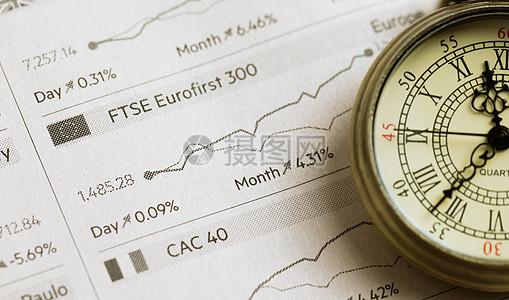 7,257.14
Month 6.46%
Europe
Day 0.31%
FTSE Eurofirst 300
1,485.28
Month 4.31%
Day 0.09%
CAC 40
712.84
-5.69%
Paulo
摄图网
55
60
50
45
40
35
30
XII
XI
X
IX
VIII
VII
VI
QUART